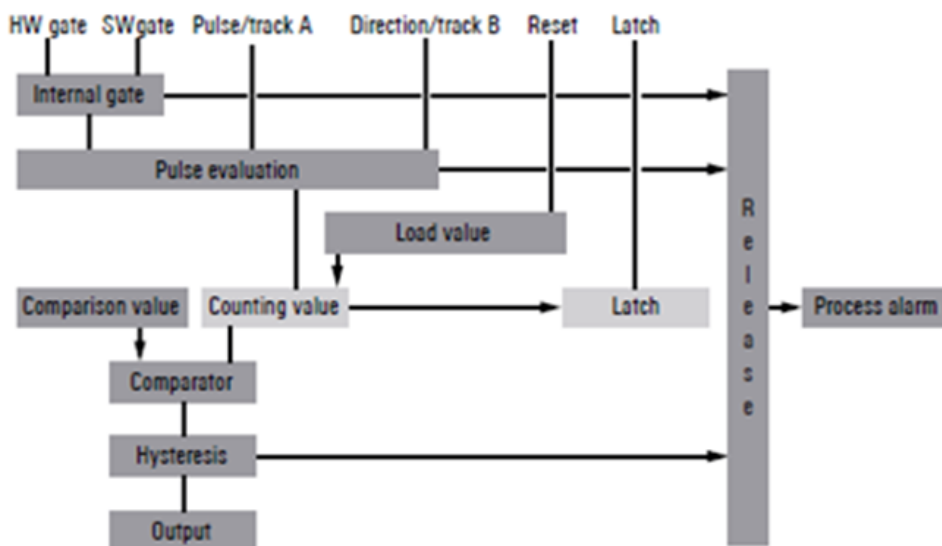 HW gate SWgate Pulse/track A Direction/track B Reset Latch
Internal gate
Pulse evaluation
Load value
Comparison value Counting value Latch Process alarm
Comparator
Hysteresis
Output
Release